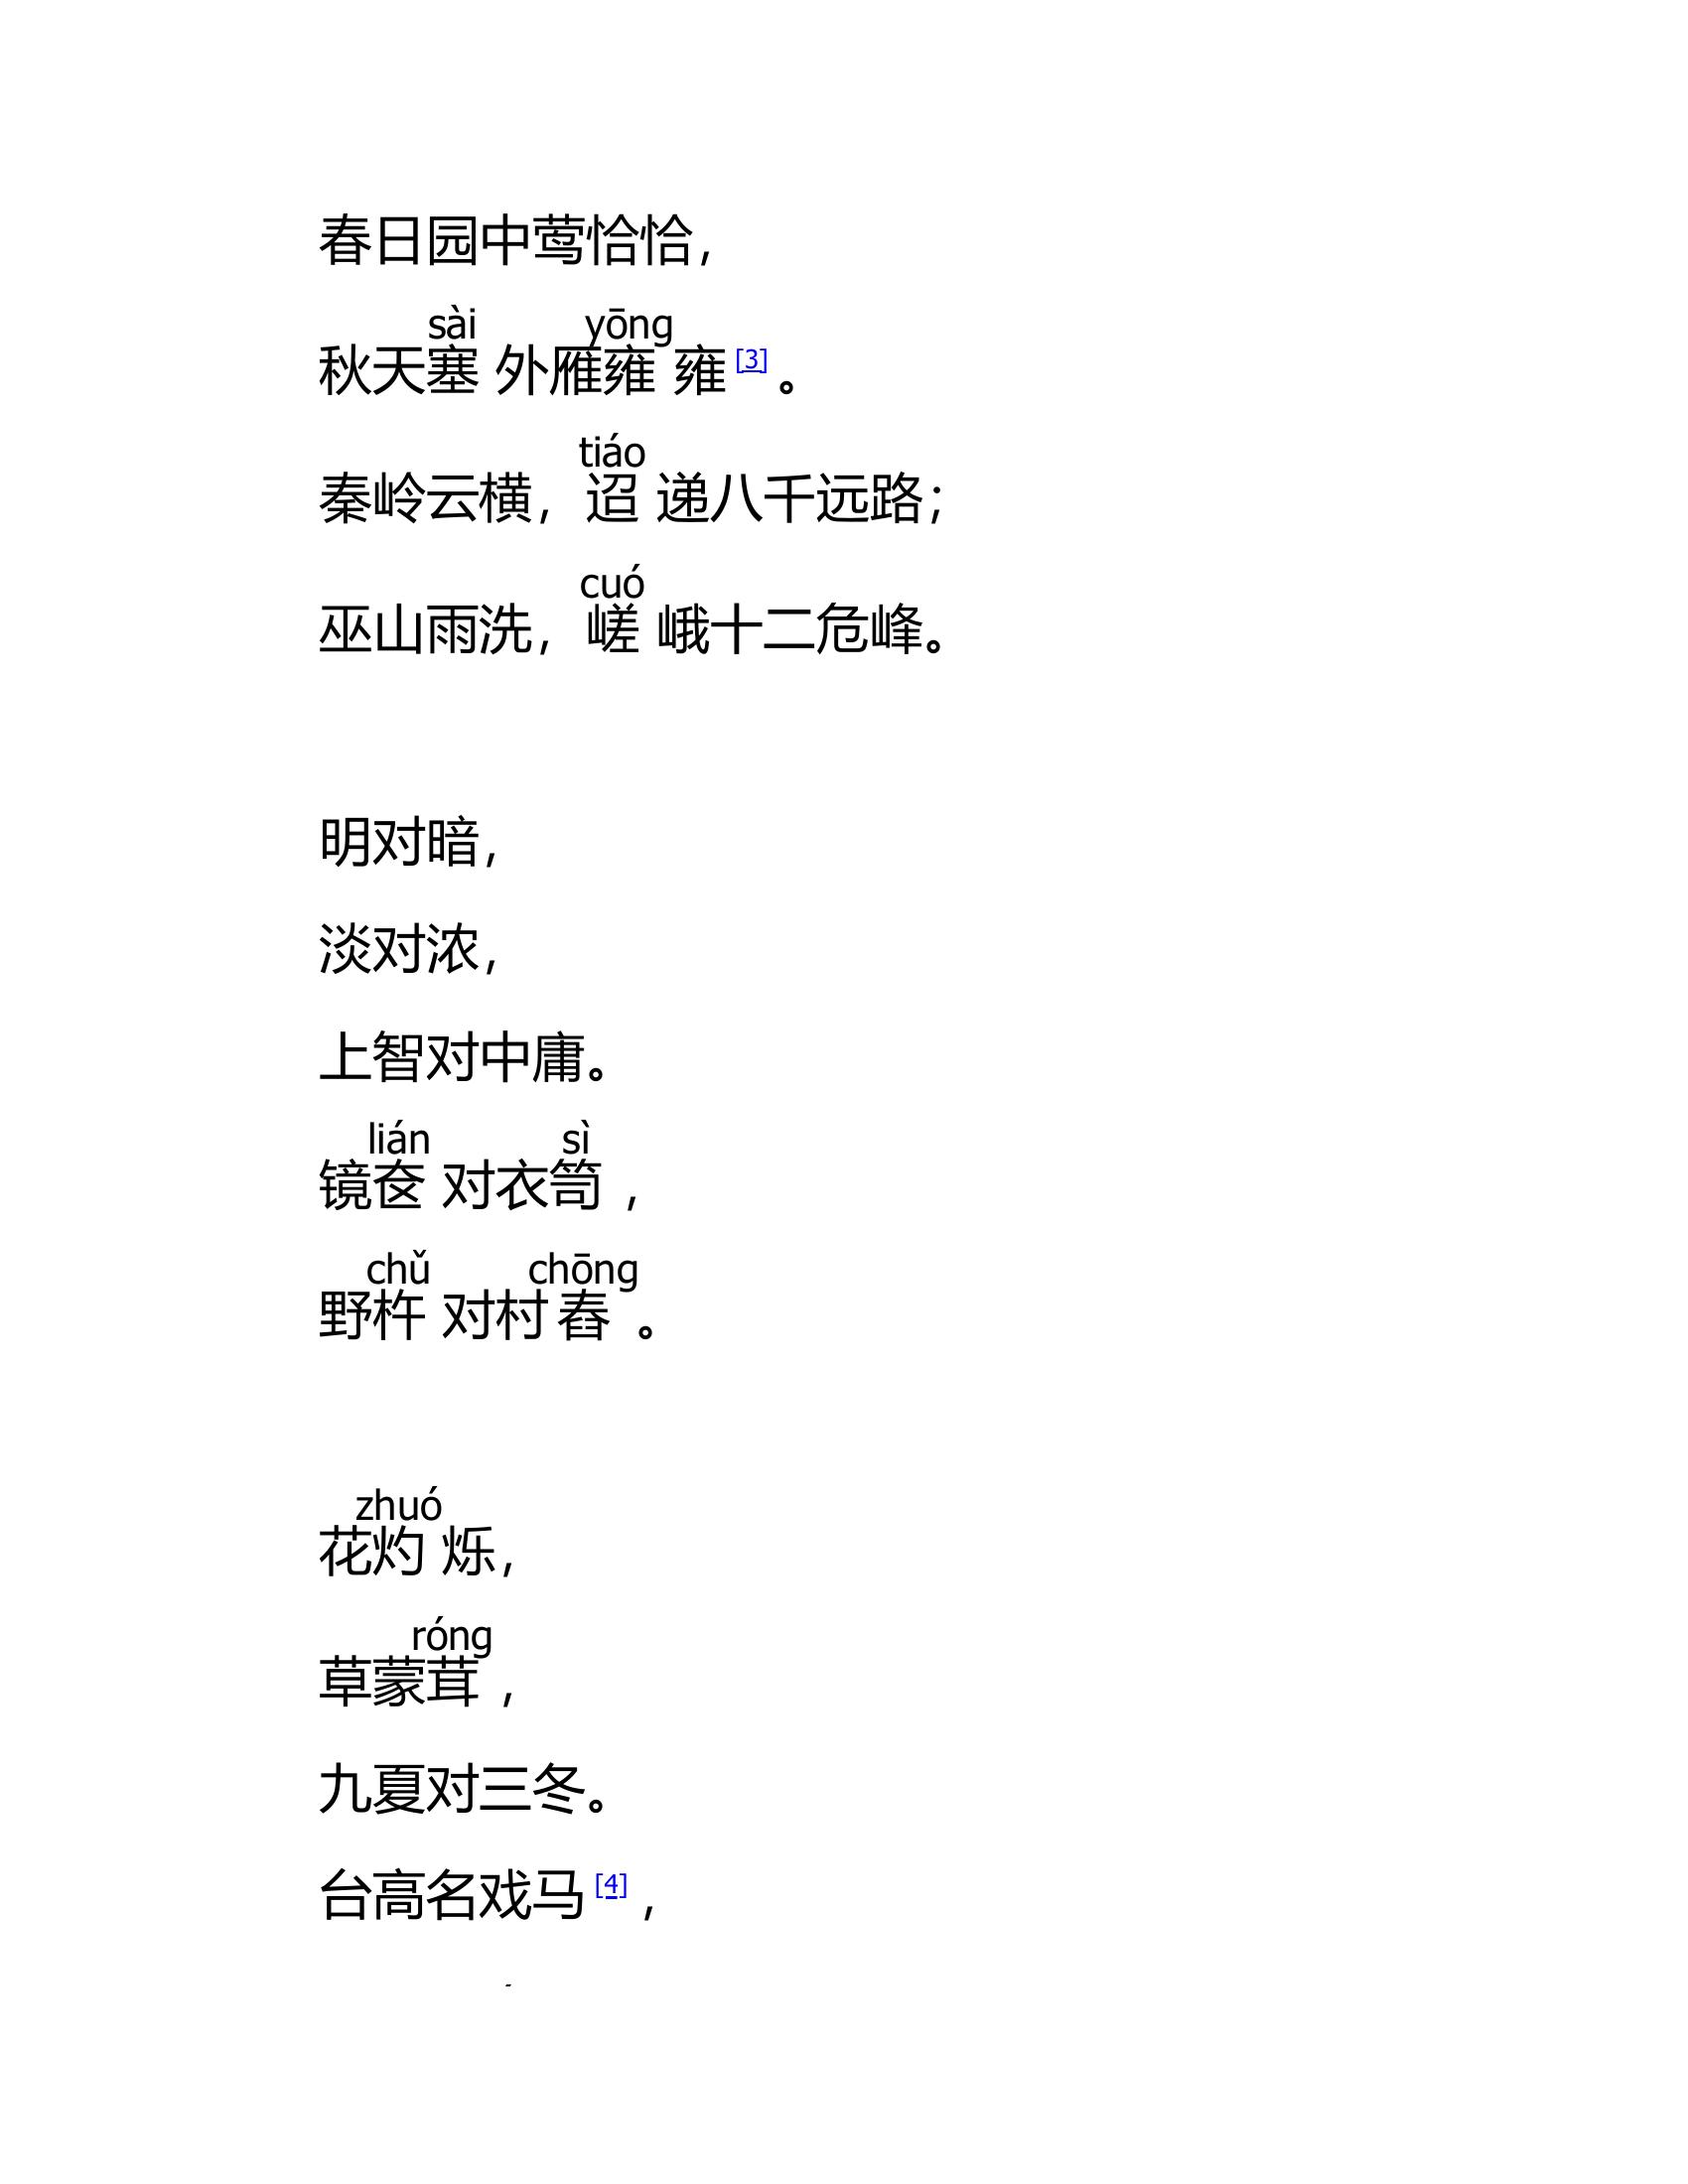 春日园中莺恰恰，
sài yōng
秋天塞 外雁雍 雍[3]。
tiáo
秦岭云横，迢 递八千远路；
cuó
巫山雨洗，嵯 峨十二危峰。
明对暗，
淡对浓，
上智对中庸。
lián sì
镜奁 对衣笥 ，
chǔ chōng
野杵 对村舂 。
zhuó
花灼 烁，
róng
草蒙茸 ，
九夏对三冬。
台高名戏马[4]，